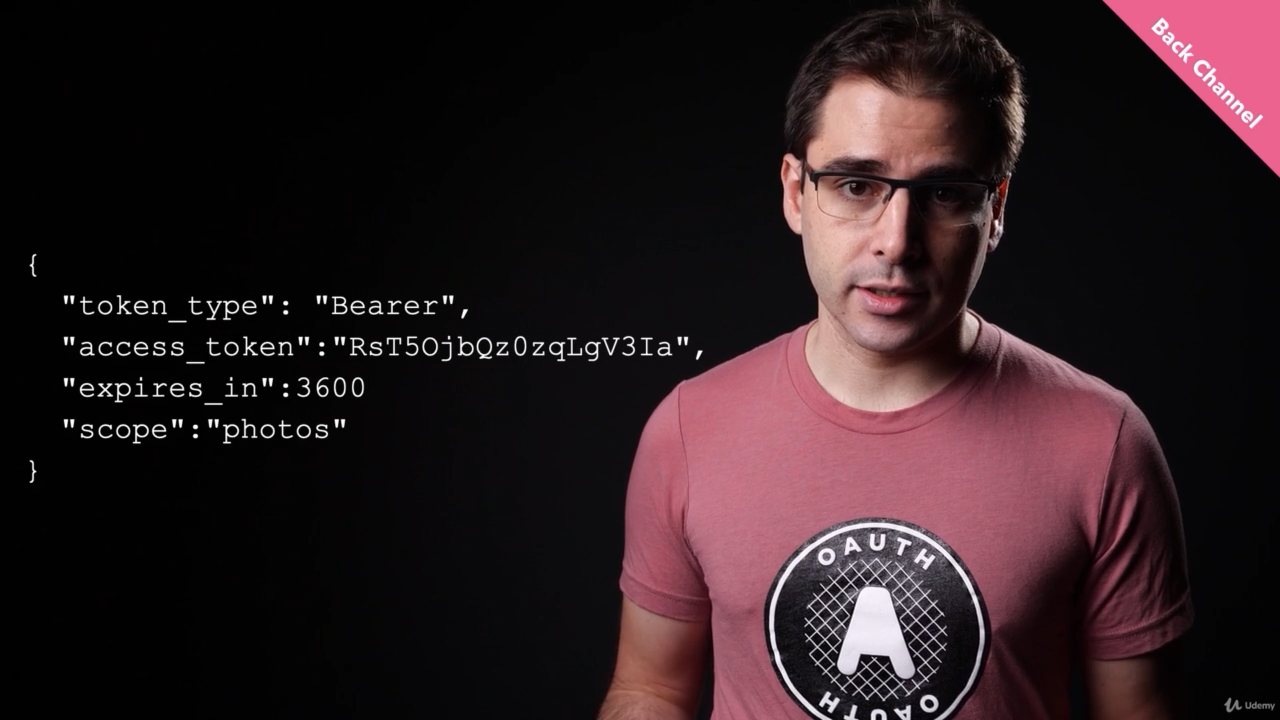 Back Channel
{
"token_type": "Bearer",
"access_token":"RsT5OjbQz0zqLgV3Ia",
"expires_in":3600
"scope":"photos"
}
OAUTH
A
OAUTH
Udemy